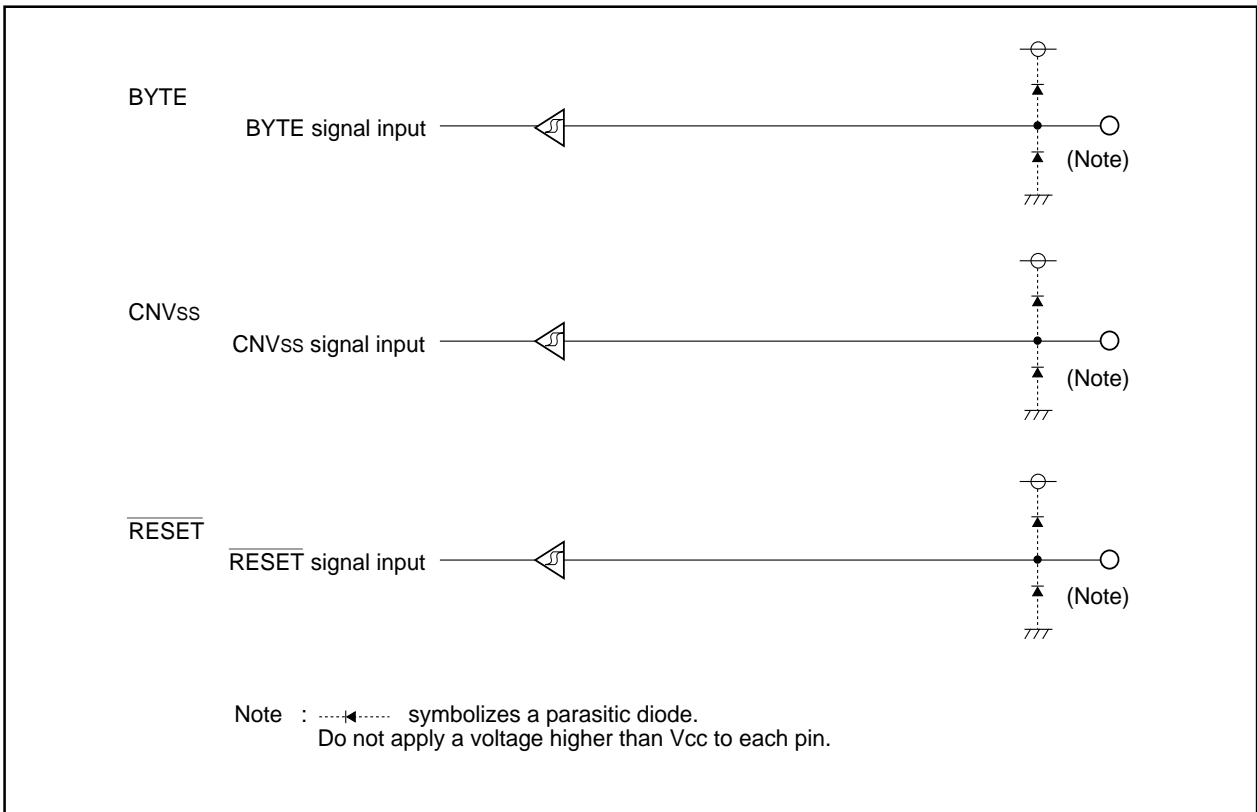 BYTE
BYTE signal input
(Note)
CNVss
CNVss signal input
(Note)
RESET
RESET signal input
(Note)
Note : symbolizes a parasitic diode.
Do not apply a voltage higher than Vcc to each pin.